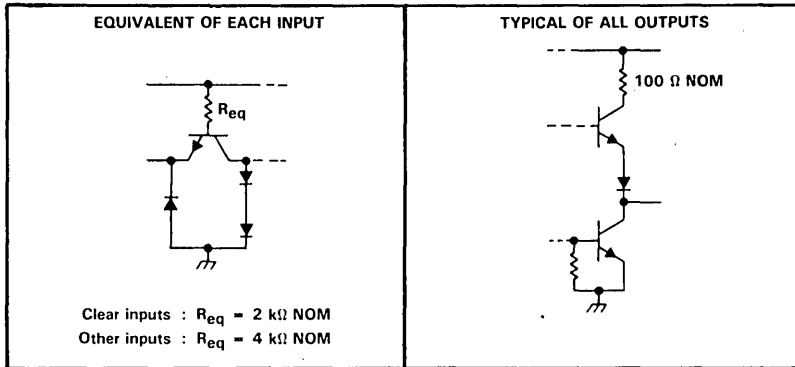 EQUIVALENT OF EACH INPUT
Req
Clear inputs : Req = 2 kΩ NOM
Other inputs : Req = 4 kΩ NOM
TYPICAL OF ALL OUTPUTS
100 Ω NOM